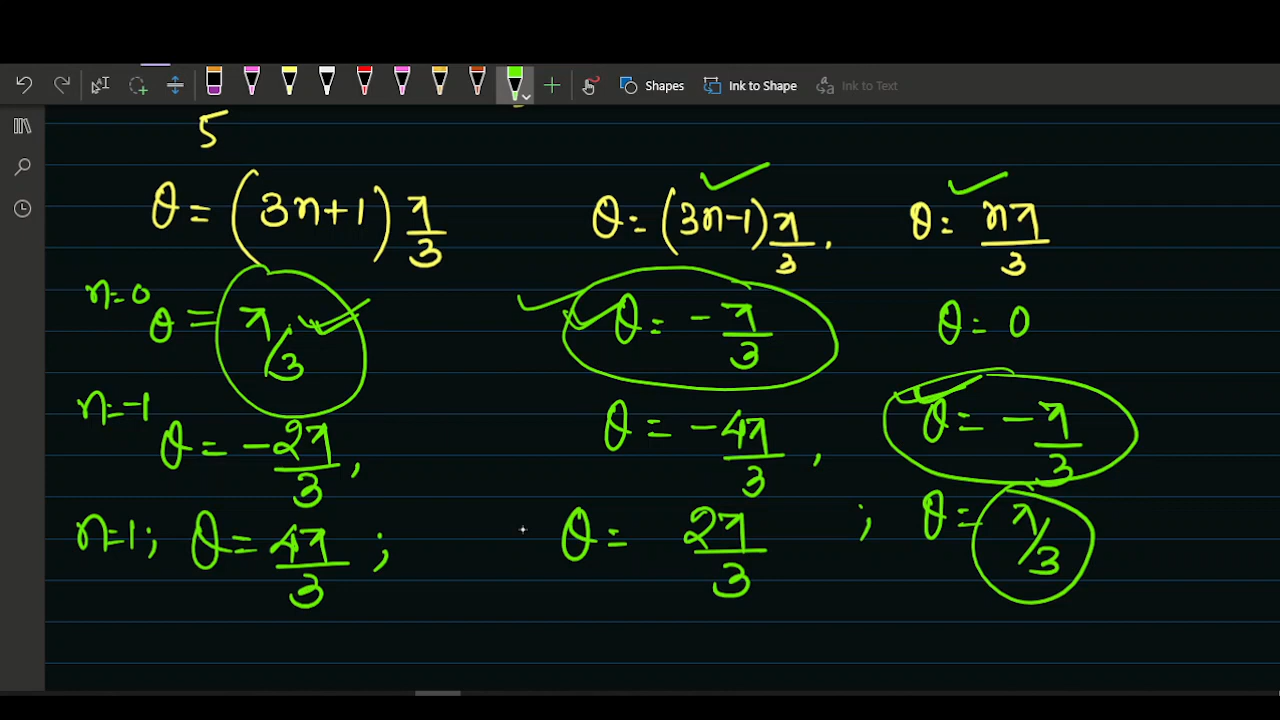 Shapes Ink to Shape Ink to Text
5
θ = (3n+1) π/3 θ = (3n-1) π/3 , θ = nπ/3
n=0 θ = π/3 θ = -π/3 θ = 0
n=-1 θ = -2π/3 , θ = -4π/3 , θ = -π/3
n=1; θ = 4π/3 ; θ = 2π/3 ; θ = π/3